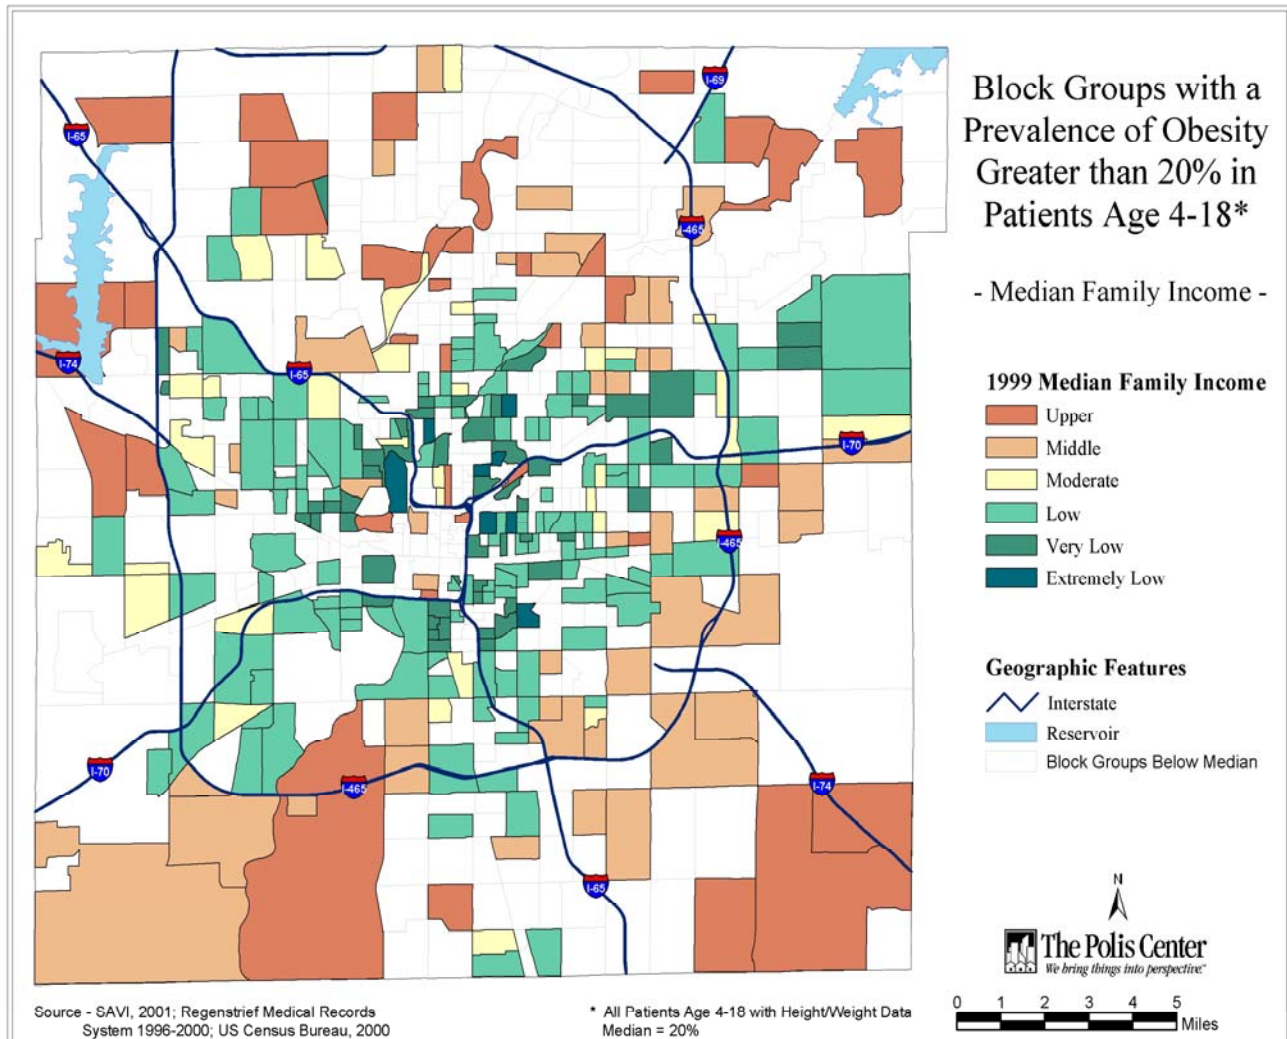 Block Groups with a
Prevalence of Obesity
Greater than 20% in
Patients Age 4-18*
- Median Family Income -
1999 Median Family Income
Upper
Middle
Moderate
Low
Very Low
Extremely Low
Geographic Features
Interstate
Reservoir
Block Groups Below Median
I-65
I-69
I-465
I-74
I-65
I-70
I-465
I-70
I-465
I-74
I-65
N
The Polis Center
We bring things into perspective.™
0 1 2 3 4 5
Miles
Source - SAVI, 2001; Regenstrief Medical Records
System 1996-2000; US Census Bureau, 2000
* All Patients Age 4-18 with Height/Weight Data
Median = 20%